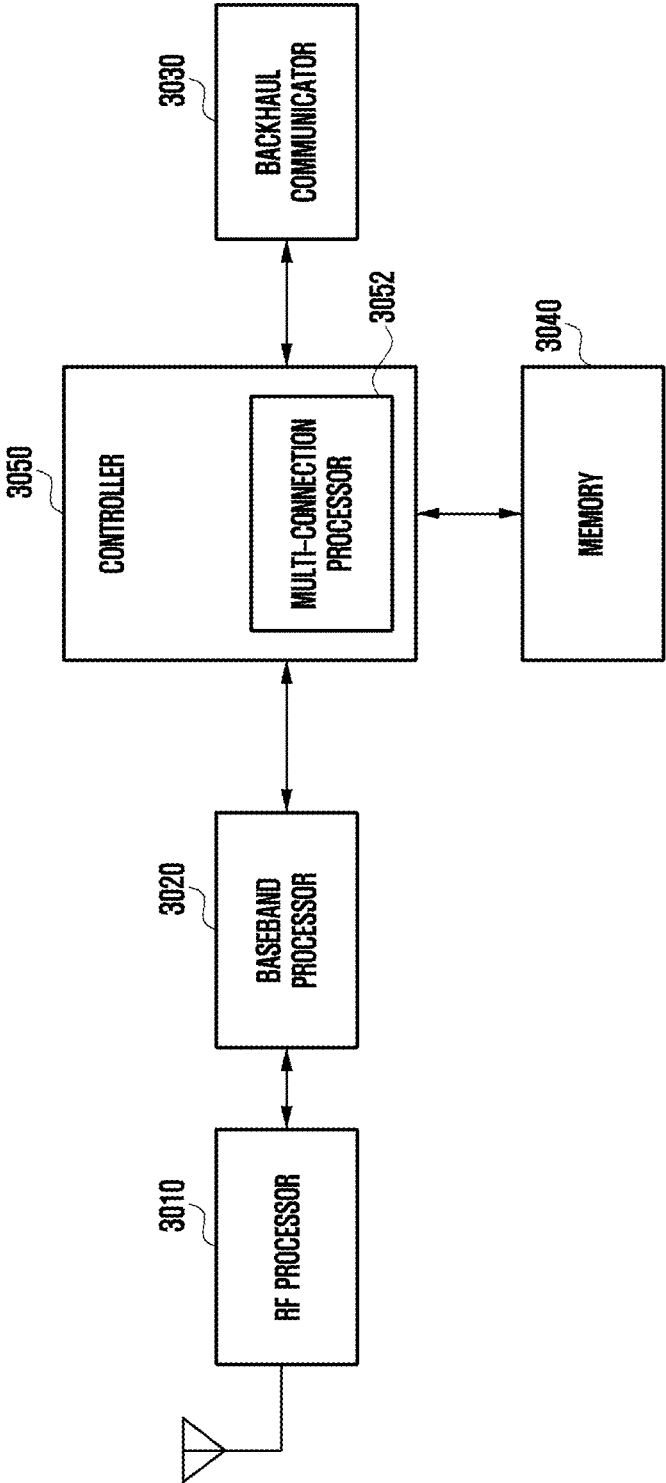 3010
RF PROCESSOR
3020
BASEBAND
PROCESSOR
3050
CONTROLLER
MULTI-CONNECTION
PROCESSOR
3052
3030
BACKHAUL
COMMUNICATOR
3040
MEMORY